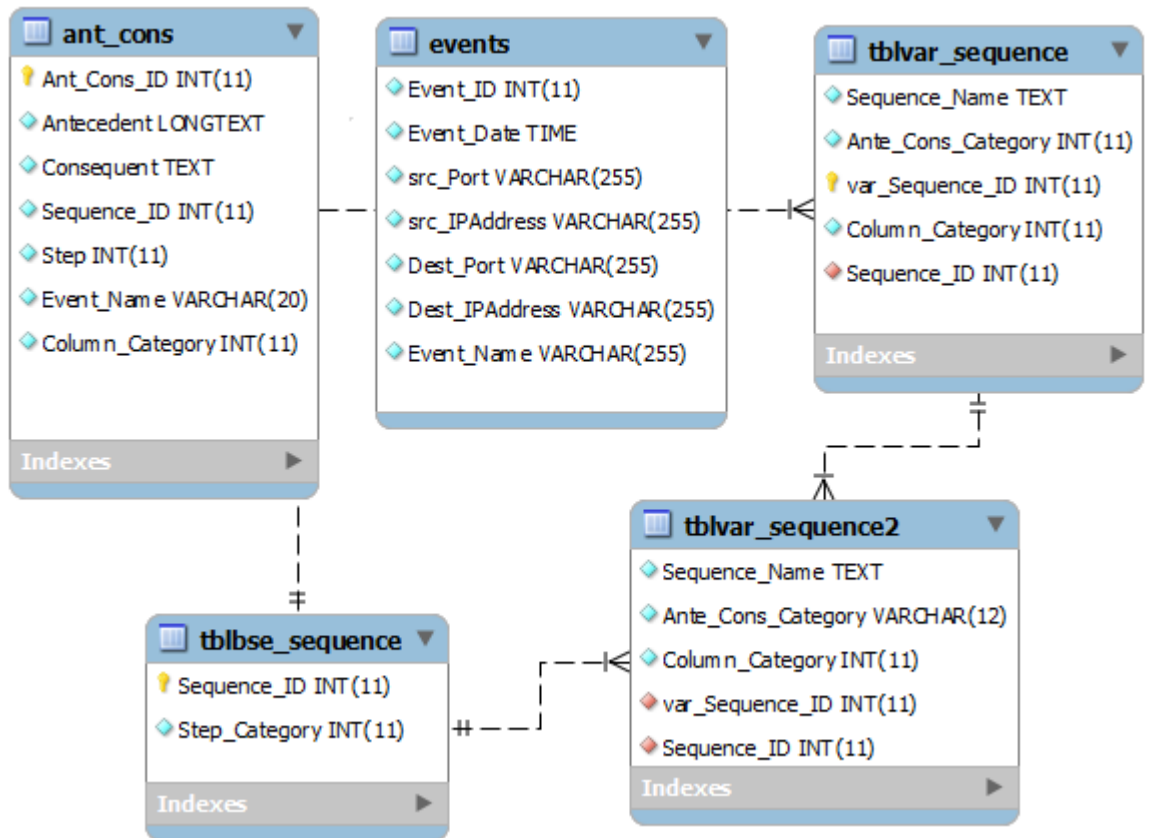 ant_cons
Ant_Cons_ID INT(11)
Antecedent LONGTEXT
Consequent TEXT
Sequence_ID INT(11)
Step INT(11)
Event_Name VARCHAR(20)
Column_Category INT(11)
Indexes
events
Event_ID INT(11)
Event_Date TIME
src_Port VARCHAR(255)
src_IPAddress VARCHAR(255)
Dest_Port VARCHAR(255)
Dest_IPAddress VARCHAR(255)
Event_Name VARCHAR(255)
tblvar_sequence
Sequence_Name TEXT
Ante_Cons_Category INT(11)
var_Sequence_ID INT(11)
Column_Category INT(11)
Sequence_ID INT(11)
Indexes
tblbse_sequence
Sequence_ID INT(11)
Step_Category INT(11)
Indexes
tblvar_sequence2
Sequence_Name TEXT
Ante_Cons_Category VARCHAR(12)
Column_Category INT(11)
var_Sequence_ID INT(11)
Sequence_ID INT(11)
Indexes